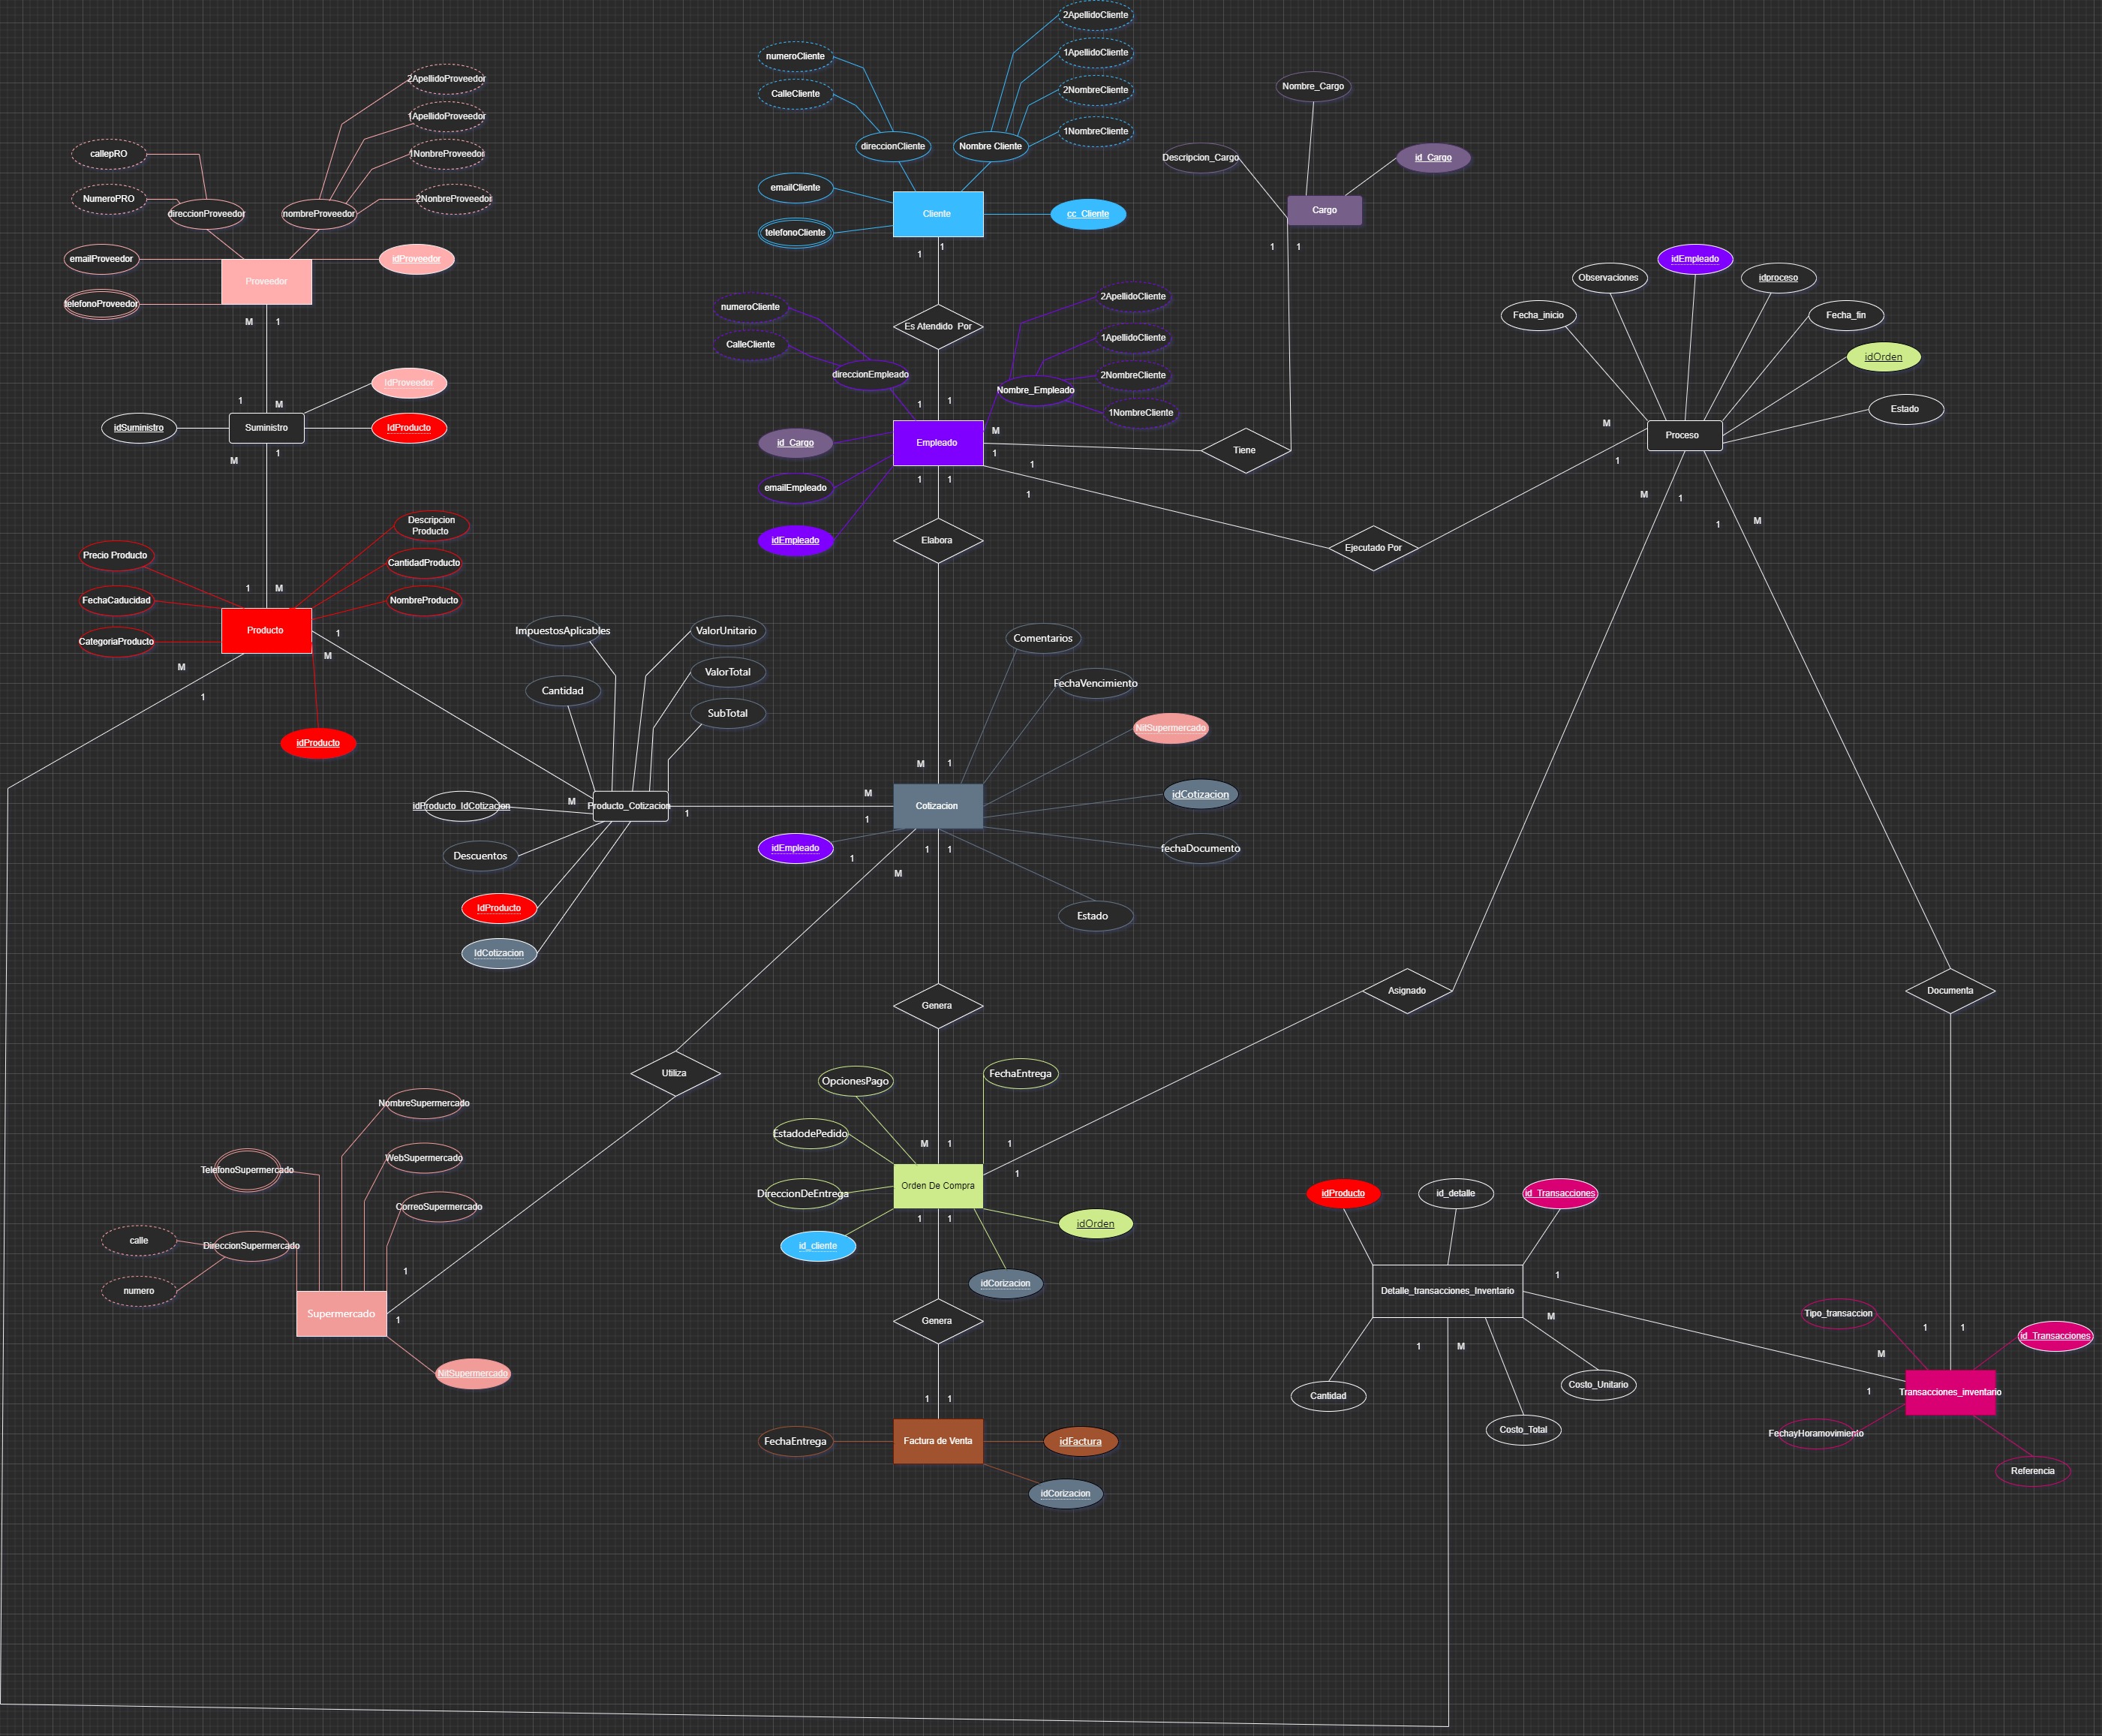 2ApellidoCliente
numeroCliente
1ApellidoCliente
CalleCliente
2NombreCliente
1NombreCliente
direccionCliente
Nombre Cliente
emailCliente
telefonoCliente
Cliente
cc_Cliente
1
1
Nombre_Cargo
Descripcion_Cargo
id_Cargo
Cargo
1
1
2ApellidoProveedor
1ApellidoProveedor
callepRO
1NonbreProveedor
NumeroPRO
2NonbreProveedor
direccionProveedor
nombreProveedor
emailProveedor
idProveedor
Proveedor
telefonoProveedor
M
1
IdProveedor
1
M
idSuministro
Suministro
IdProducto
M
1
Es Atendido Por
numeroCliente
CalleCliente
direccionEmpleado
2ApellidoCliente
1ApellidoCliente
2NombreCliente
Nombre_Empleado
1NombreCliente
1
1
id_Cargo
Empleado
M
1
Tiene
emailEmpleado
1
1
1
1
idEmpleado
Elabora
Ejecutado Por
idEmpleado
Observaciones
idproceso
Fecha_inicio
Fecha_fin
idOrden
Estado
Proceso
M
1
M
1
1
M
Descripcion
Producto
Precio Producto
CantidadProducto
FechaCaducidad
NombreProducto
1
M
CategoriaProducto
Producto
1
M
M
1
idProducto
ImpuestosAplicables
ValorUnitario
Cantidad
ValorTotal
SubTotal
idProducto_IdCotizacion
M
Producto_Cotizacion
1
M
1
Descuentos
IdProducto
IdCotizacion
Comentarios
FechaVencimiento
NitSupermercado
M
1
Cotizacion
idCotizacion
idEmpleado
fechaDocumento
1
M
1
1
Estado
Genera
Asignado
Documenta
Utiliza
OpcionesPago
FechaEntrega
EstadodePedido
M
1
1
1
DireccionDeEntrega
Orden De Compra
id_cliente
idOrden
1
1
idCorizacion
Genera
NombreSupermercado
TelefonoSupermercado
WebSupermercado
CorreoSupermercado
calle
DireccionSupermercado
numero
Supermercado
1
1
NitSupermercado
1
1
FechaEntrega
Factura de Venta
idFactura
idCorizacion
idProducto
id_detalle
id_Transacciones
Detalle_transacciones_Inventario
1
M
1
M
Cantidad
Costo_Unitario
Costo_Total
Tipo_transaccion
1
1
id_Transacciones
M
1
Transacciones_inventario
FechayHoramovimiento
Referencia